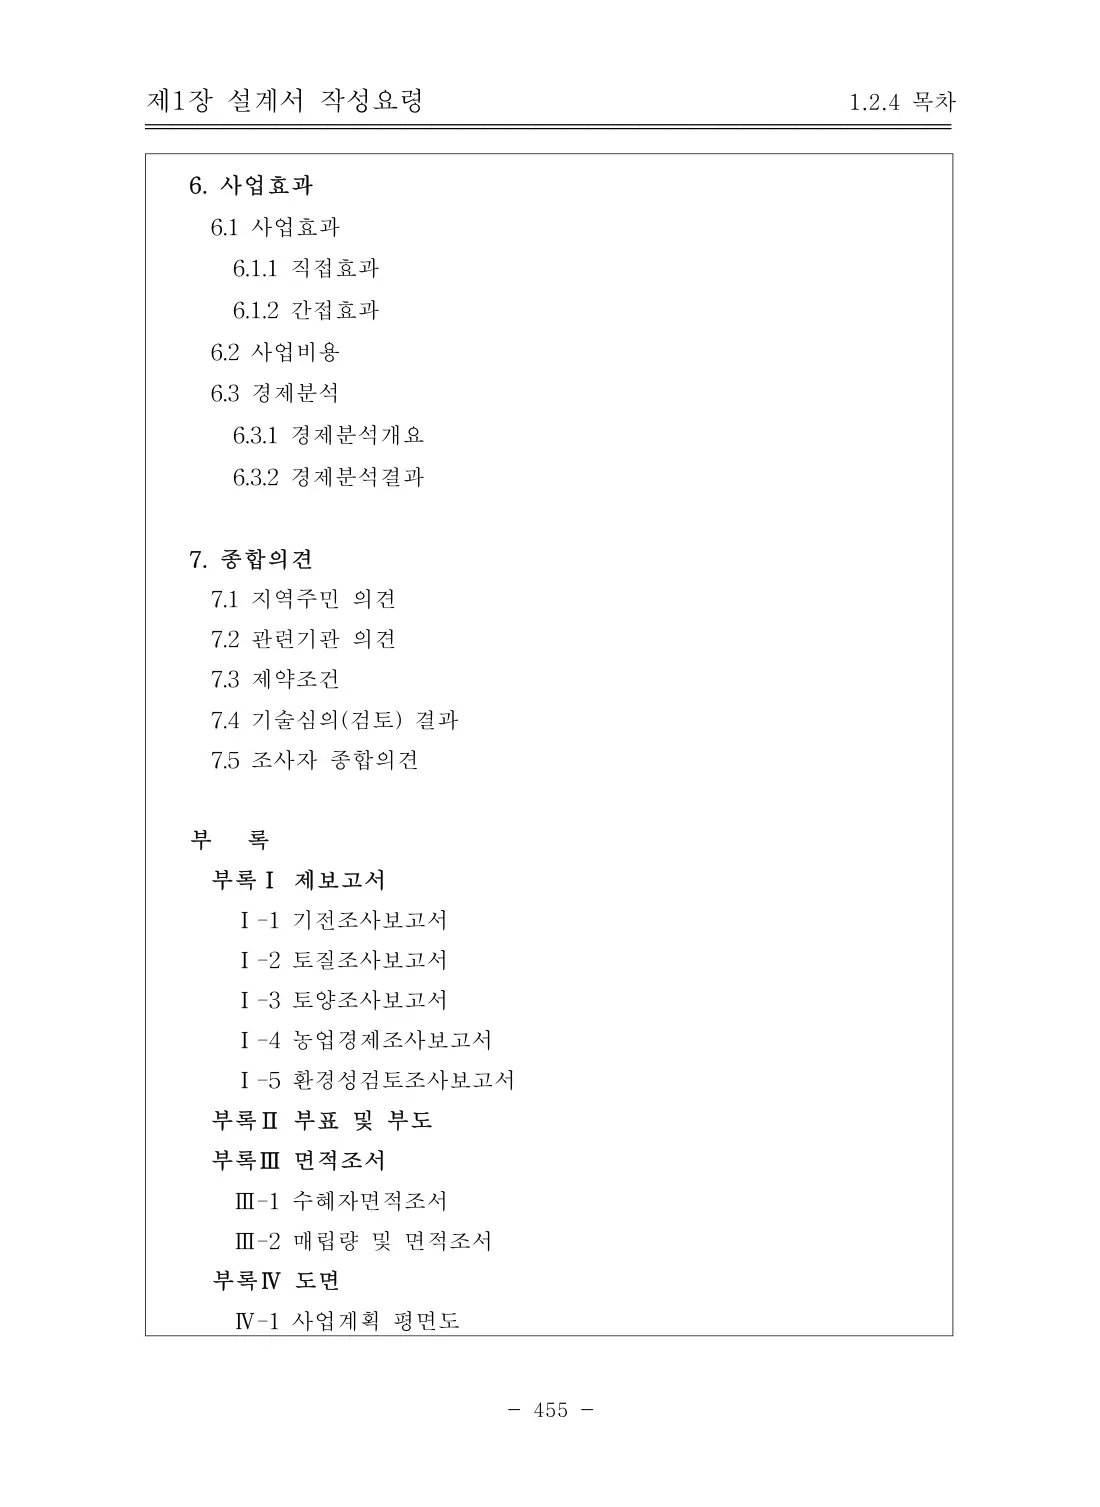 제1장 설계서 작성요령
1.2.4 목차
6. 사업효과
6.1 사업효과
6.1.1 직접효과
6.1.2 간접효과
6.2 사업비용
6.3 경제분석
6.3.1 경제분석개요
6.3.2 경제분석결과
7. 종합의견
7.1 지역주민 의견
7.2 관련기관 의견
7.3 제약조건
7.4 기술심의(검토) 결과
7.5 조사자 종합의견
부 록
부록Ⅰ 제보고서
Ⅰ-1 기전조사보고서
Ⅰ-2 토질조사보고서
Ⅰ-3 토양조사보고서
Ⅰ-4 농업경제조사보고서
Ⅰ-5 환경성검토조사보고서
부록Ⅱ 부표 및 부도
부록Ⅲ 면적조서
Ⅲ-1 수혜자면적조서
Ⅲ-2 매립량 및 면적조서
부록Ⅳ 도면
Ⅳ-1 사업계획 평면도
- 455 -